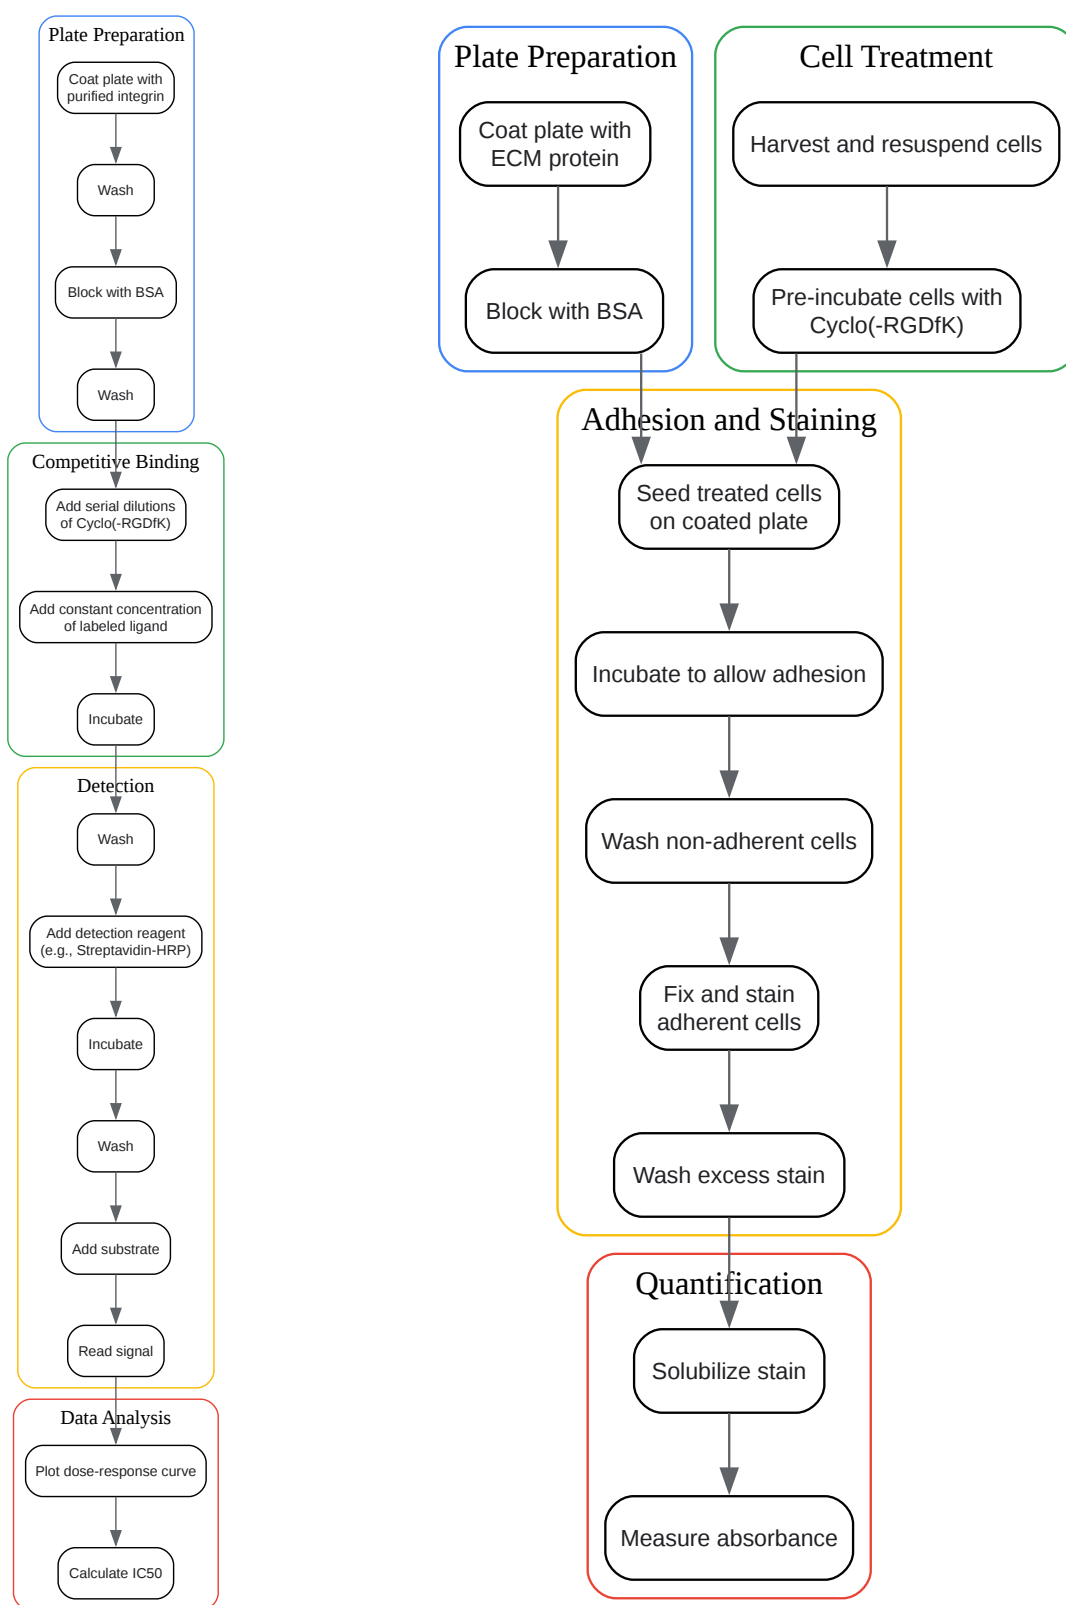 Plate Preparation
Coat plate with
purified integrin
Wash
Block with BSA
Wash
Competitive Binding
Add serial dilutions
of Cyclo(-RGDfK)
Add constant concentration
of labeled ligand
Incubate
Detection
Wash
Add detection reagent
(e.g., Streptavidin-HRP)
Incubate
Wash
Add substrate
Read signal
Data Analysis
Plot dose-response curve
Calculate IC50
Plate Preparation
Coat plate with
ECM protein
Block with BSA
Cell Treatment
Harvest and resuspend cells
Pre-incubate cells with
Cyclo(-RGDfK)
Adhesion and Staining
Seed treated cells
on coated plate
Incubate to allow adhesion
Wash non-adherent cells
Fix and stain
adherent cells
Wash excess stain
Quantification
Solubilize stain
Measure absorbance